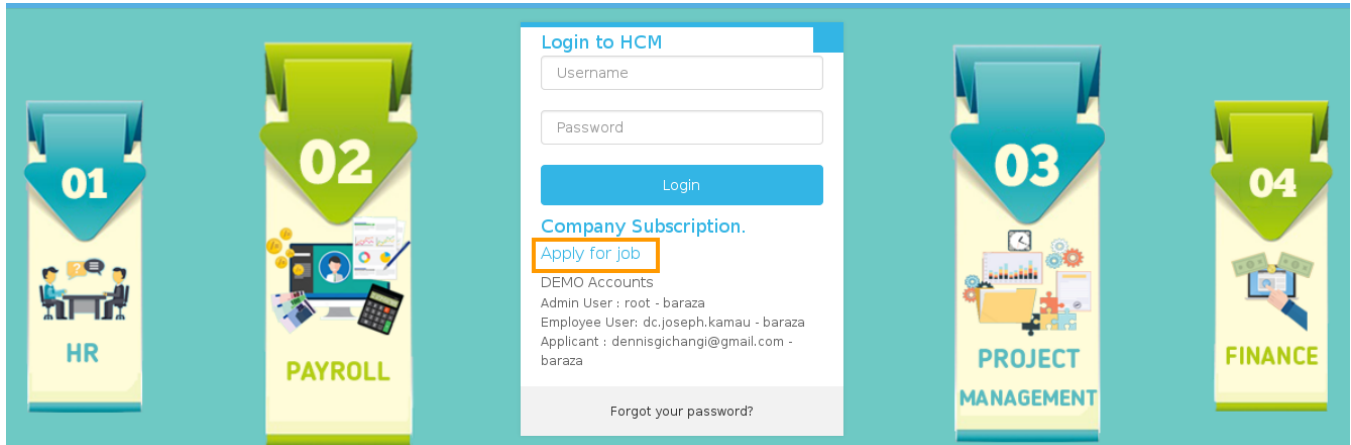 01
HR
02
PAYROLL
Login to HCM
Username
Password
Login
Company Subscription.
Apply for job
DEMO Accounts
Admin User : root - baraza
Employee User: dc.joseph.kamau - baraza
Applicant : dennisgichangi@gmail.com -
baraza
Forgot your password?
03
PROJECT
MANAGEMENT
04
FINANCE